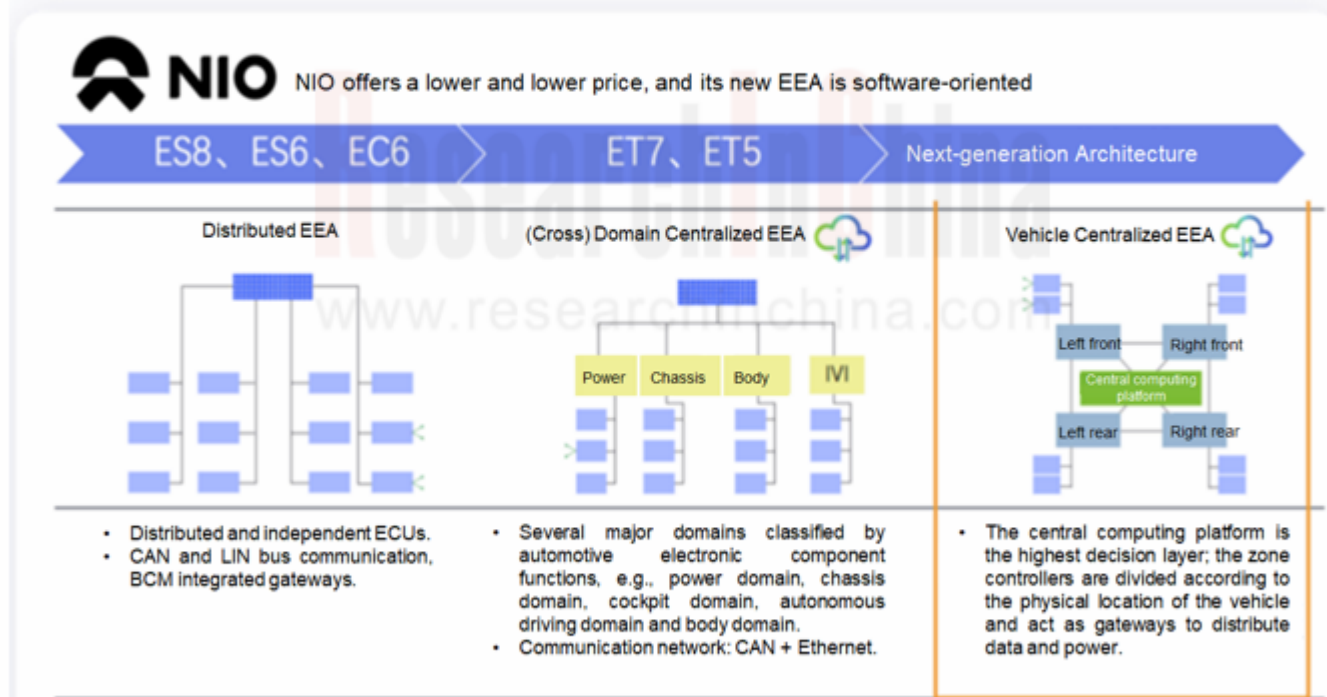 NIO NIO offers a lower and lower price, and its new EEA is software-oriented
ES8、ES6、EC6
ET7、ET5
Next-generation Architecture
ResearchInChina
www.researchinchina.com
Distributed EEA
(Cross) Domain Centralized EEA
Vehicle Centralized EEA
Power Chassis Body IVI
Left front Right front
Central computing
platform
Left rear Right rear
• Distributed and independent ECUs.
• CAN and LIN bus communication,
BCM integrated gateways.
• Several major domains classified by
automotive electronic component
functions, e.g., power domain, chassis
domain, cockpit domain, autonomous
driving domain and body domain.
• Communication network: CAN + Ethernet.
• The central computing platform is
the highest decision layer; the zone
controllers are divided according to
the physical location of the vehicle
and act as gateways to distribute
data and power.